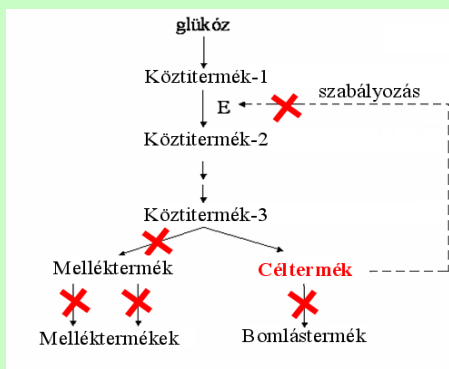 glükóz
Köztitermék-1
szabályozás
E
Köztitermék-2
Köztitermék-3
Melléktermék
Céltermék
Melléktermékek
Bomlástermék